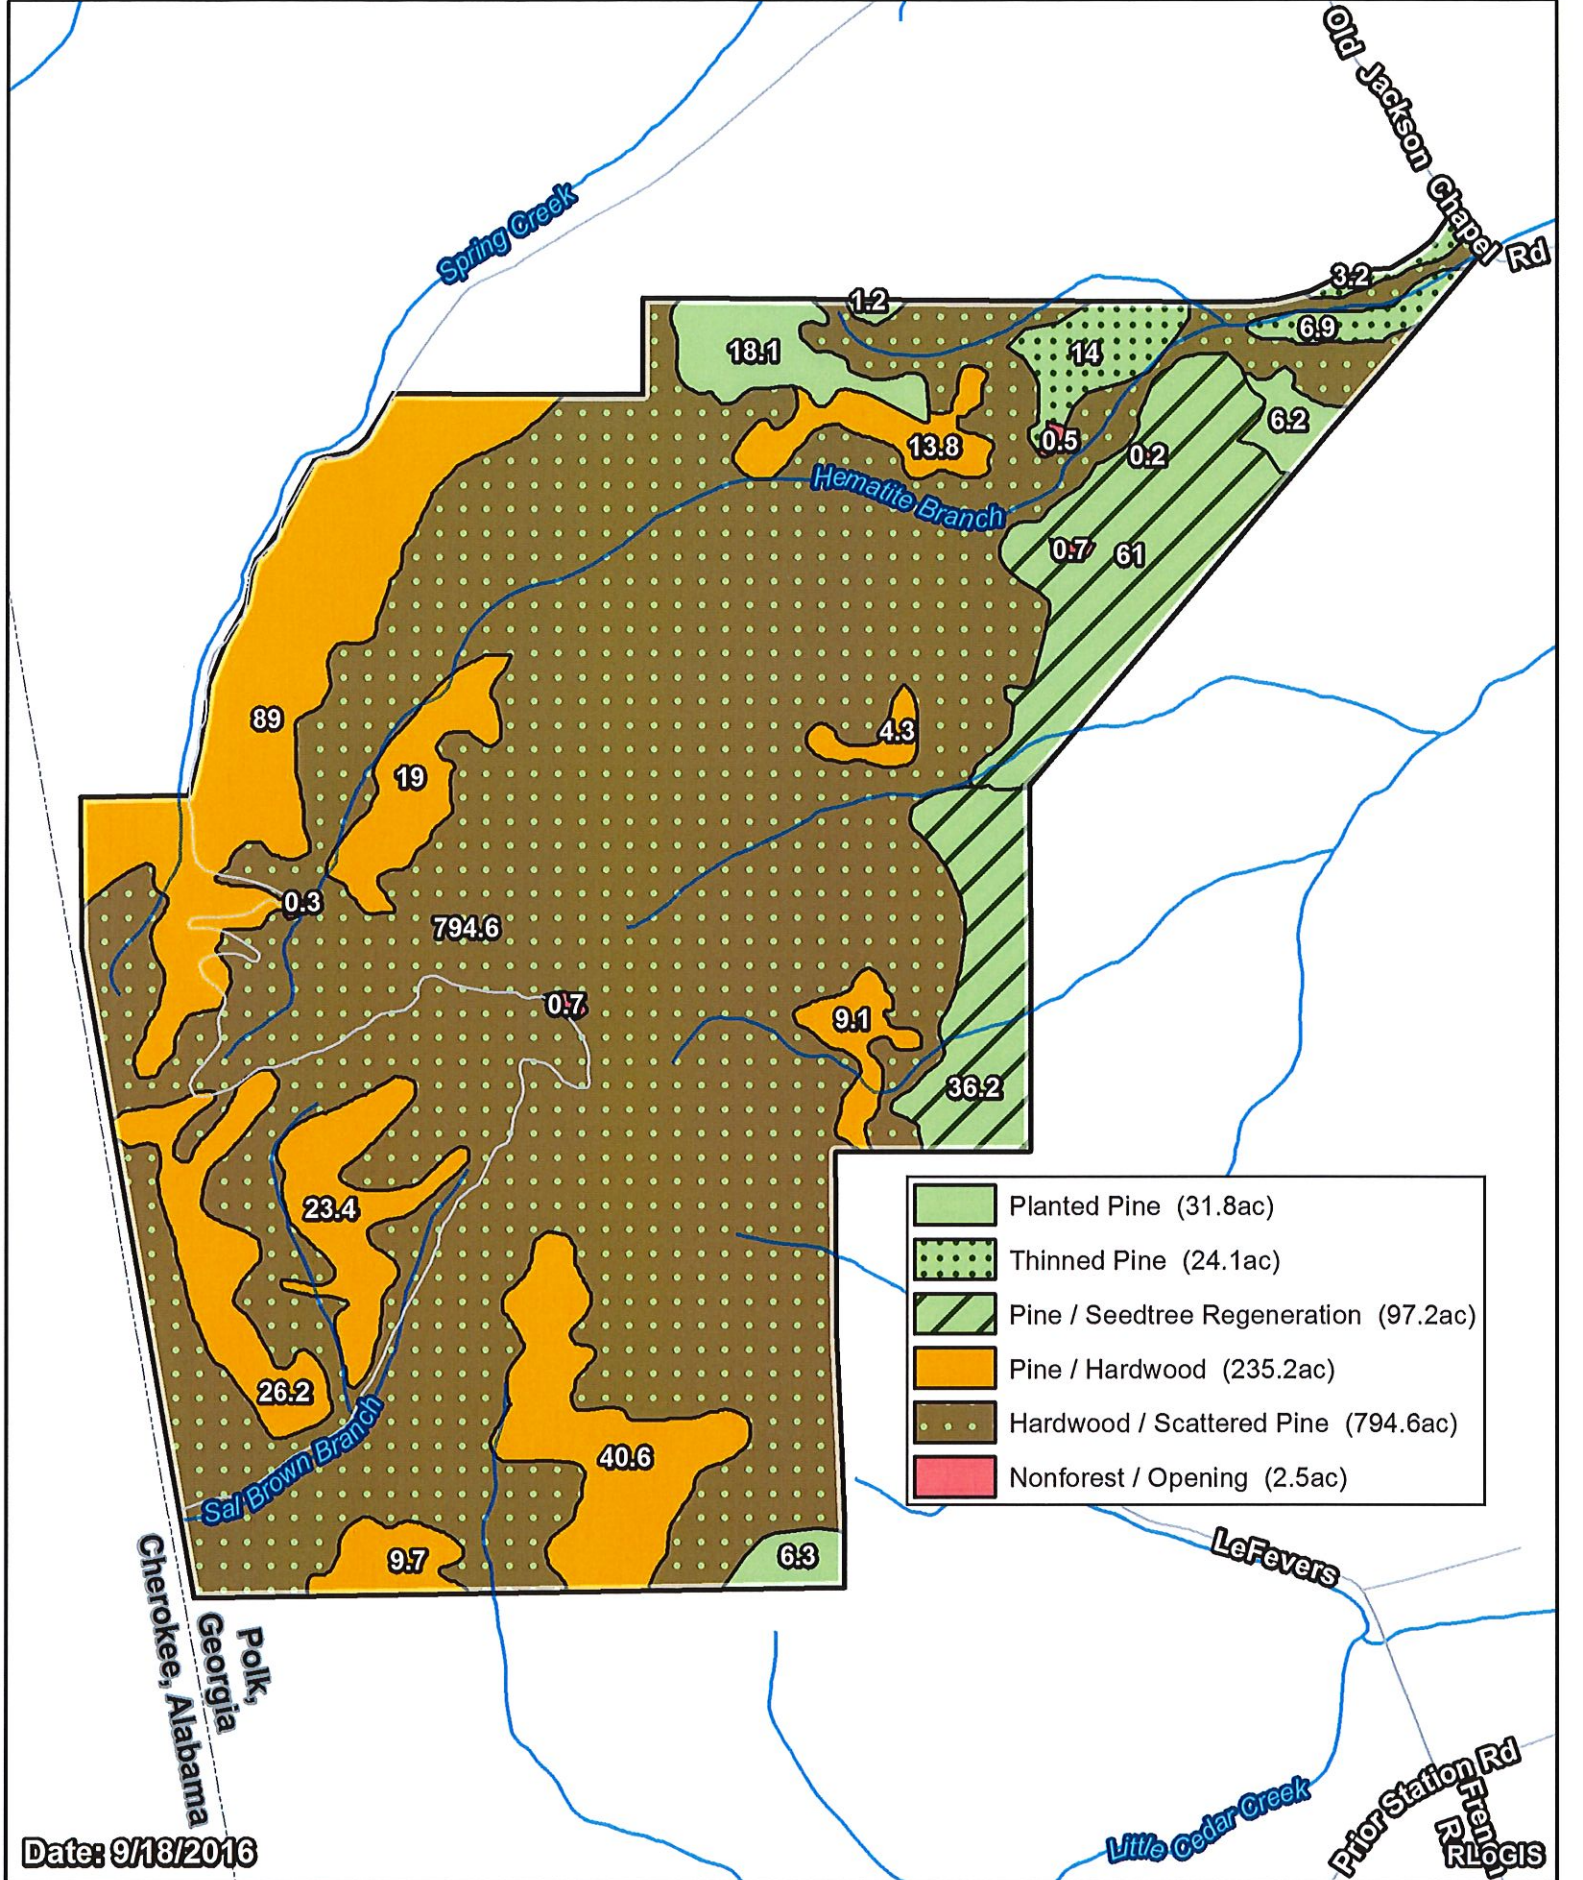 Old Jackson Chapel Rd
Spring Creek
3.2
1.2
6.9
18.1
14
6.2
13.8
0.5
0.2
Hematite Branch
0.7
61
89
4.3
19
0.3
794.6
0.7
9.1
36.2
Planted Pine (31.8ac)
Thinned Pine (24.1ac)
Pine / Seedtree Regeneration (97.2ac)
Pine / Hardwood (235.2ac)
Hardwood / Scattered Pine (794.6ac)
Nonforest / Opening (2.5ac)
23.4
26.2
40.6
Sal Brown Branch
9.7
6.3
LeFevers
Polk,
Georgia
Cherokee, Alabama
Little Cedar Creek
Prior Station Rd
Date: 9/18/2016
RLoGIS